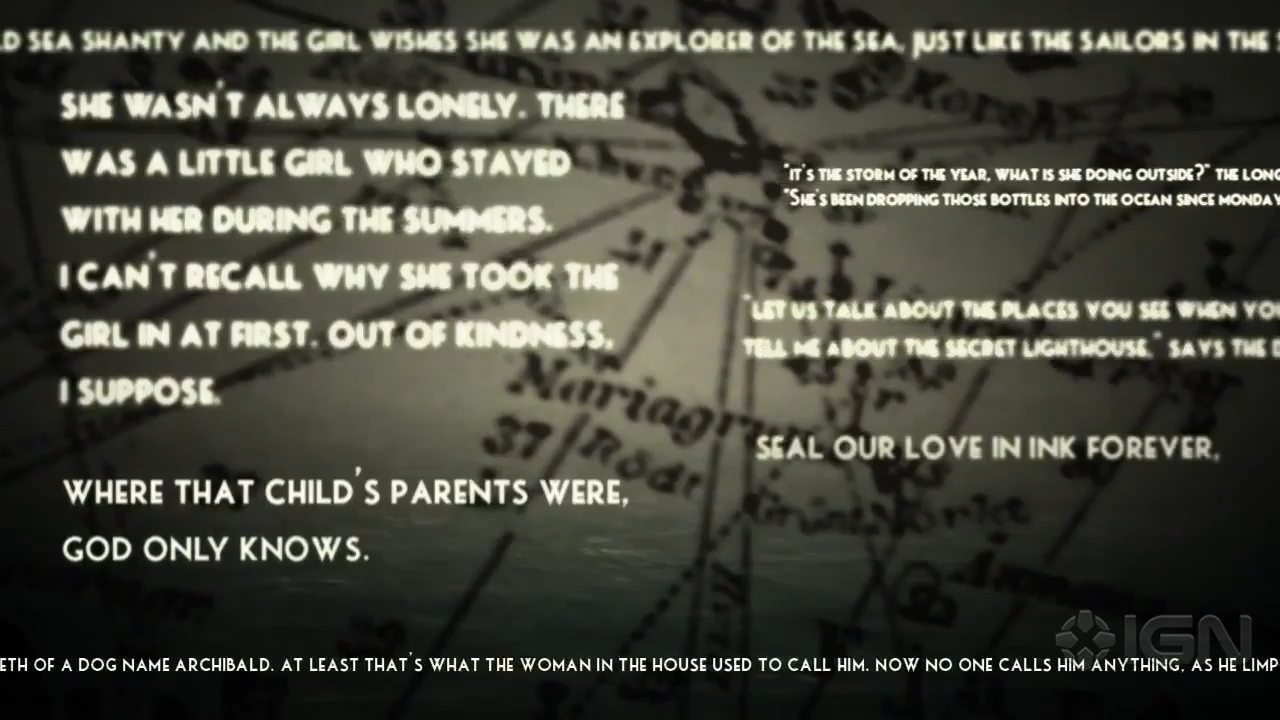 D SEA SHANTY AND THE GIRL WISHES SHE WAS AN EXPLORER OF THE SEA, JUST LIKE THE SAILORS IN THE
SHE WASN'T ALWAYS LONELY. THERE
WAS A LITTLE GIRL WHO STAYED
WITH HER DURING THE SUMMERS.
I CAN'T RECALL WHY SHE TOOK THE
GIRL IN AT FIRST. OUT OF KINDNESS,
I SUPPOSE.
WHERE THAT CHILD'S PARENTS WERE,
GOD ONLY KNOWS.
"IT'S THE STORM OF THE YEAR, WHAT IS SHE DOING OUTSIDE?" THE LONG
"SHE'S BEEN DROPPING THOSE BOTTLES INTO THE OCEAN SINCE MONDAY
"LET US TALK ABOUT THE PLACES YOU SEE WHEN YO
TELL ME ABOUT THE SECRET LIGHTHOUSE." SAYS THE
SEAL OUR LOVE IN INK FOREVER,
37
Rods
IGN
ETH OF A DOG NAME ARCHIBALD. AT LEAST THAT'S WHAT THE WOMAN IN THE HOUSE USED TO CALL HIM. NOW NO ONE CALLS HIM ANYTHING, AS HE LIMP